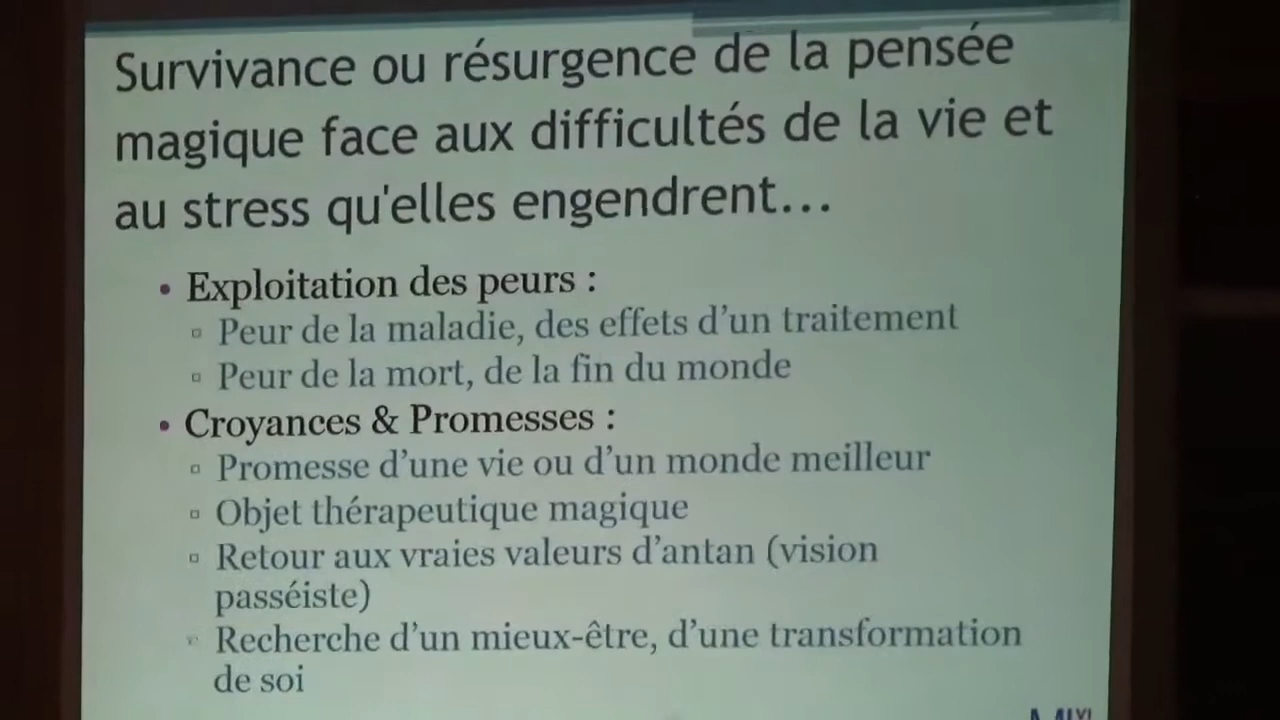 Survivance ou résurgence de la pensée
magique face aux difficultés de la vie et
au stress qu'elles engendrent...
• Exploitation des peurs :
▫ Peur de la maladie, des effets d’un traitement
▫ Peur de la mort, de la fin du monde
• Croyances & Promesses :
▫ Promesse d’une vie ou d’un monde meilleur
▫ Objet thérapeutique magique
▫ Retour aux vraies valeurs d’antan (vision
passéiste)
▫ Recherche d’un mieux-être, d’une transformation
de soi